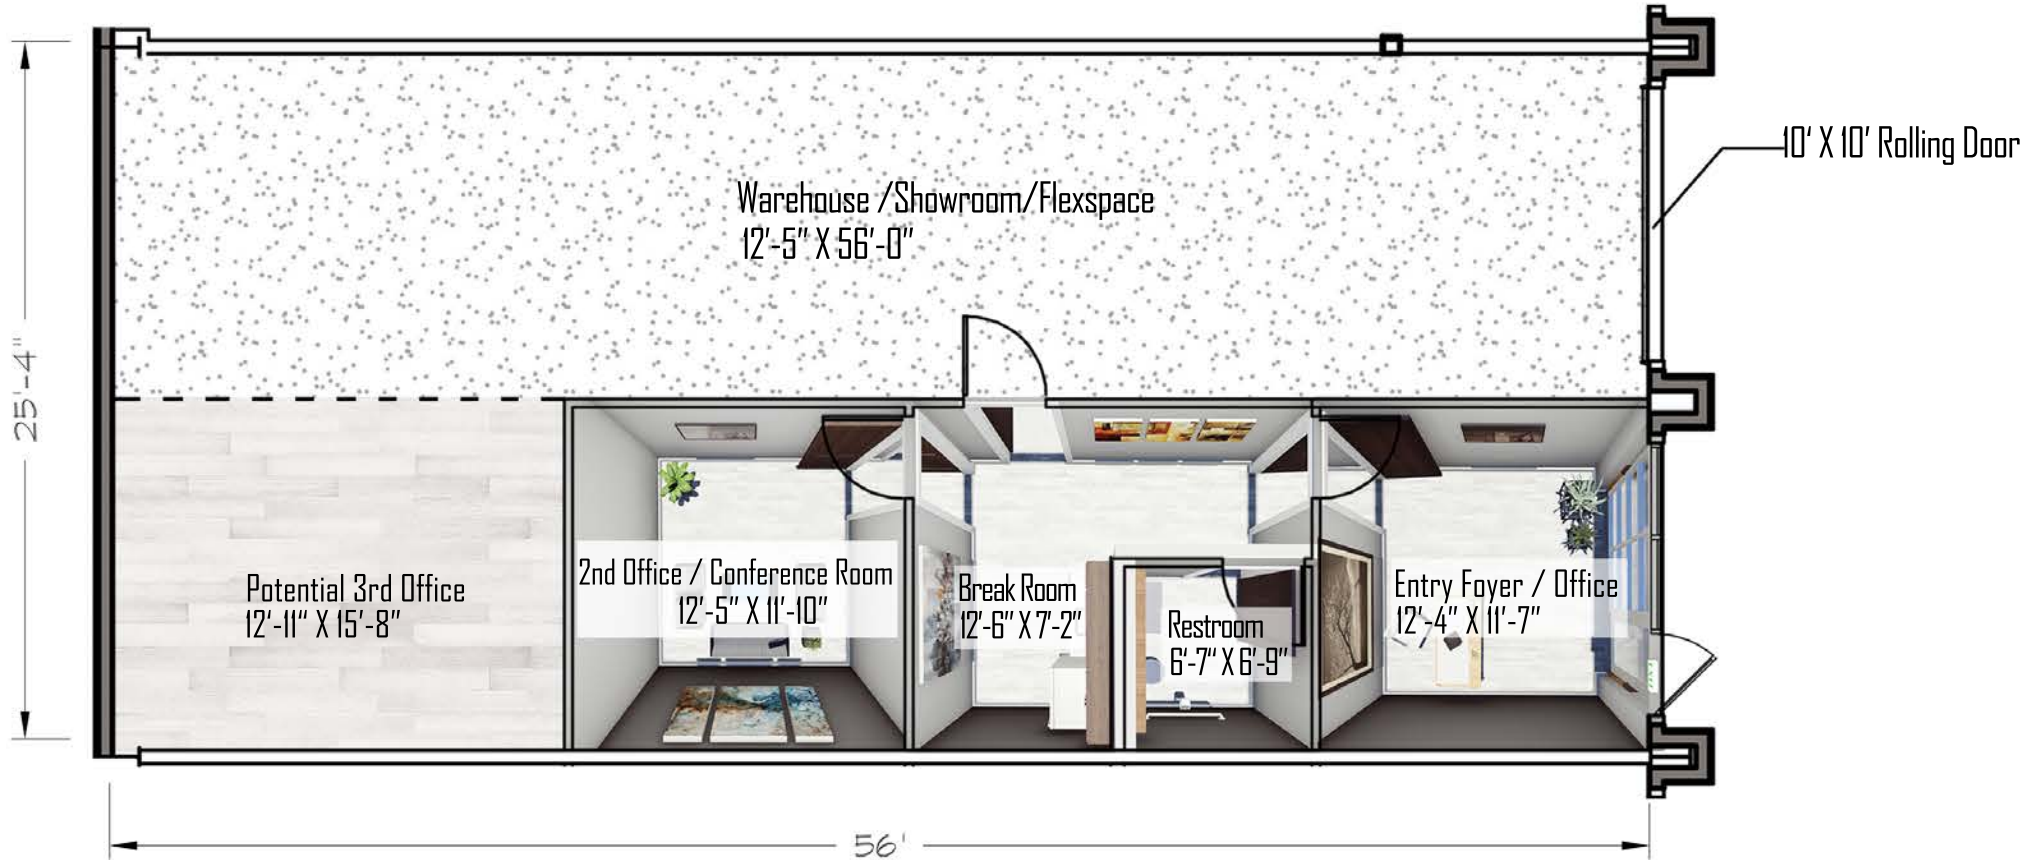 10' X 10' Rolling Door
Warehouse /Showroom/Flexspace
12'-5" X 56'-0"
25'-4"
Potential 3rd Office
12'-11" X 15'-8"
2nd Office / Conference Room
12'-5" X 11'-10"
Break Room
12'-6" X 7'-2"
Restroom
6'-7" X 6'-9"
Entry Foyer / Office
12'-4" X 11'-7"
56'